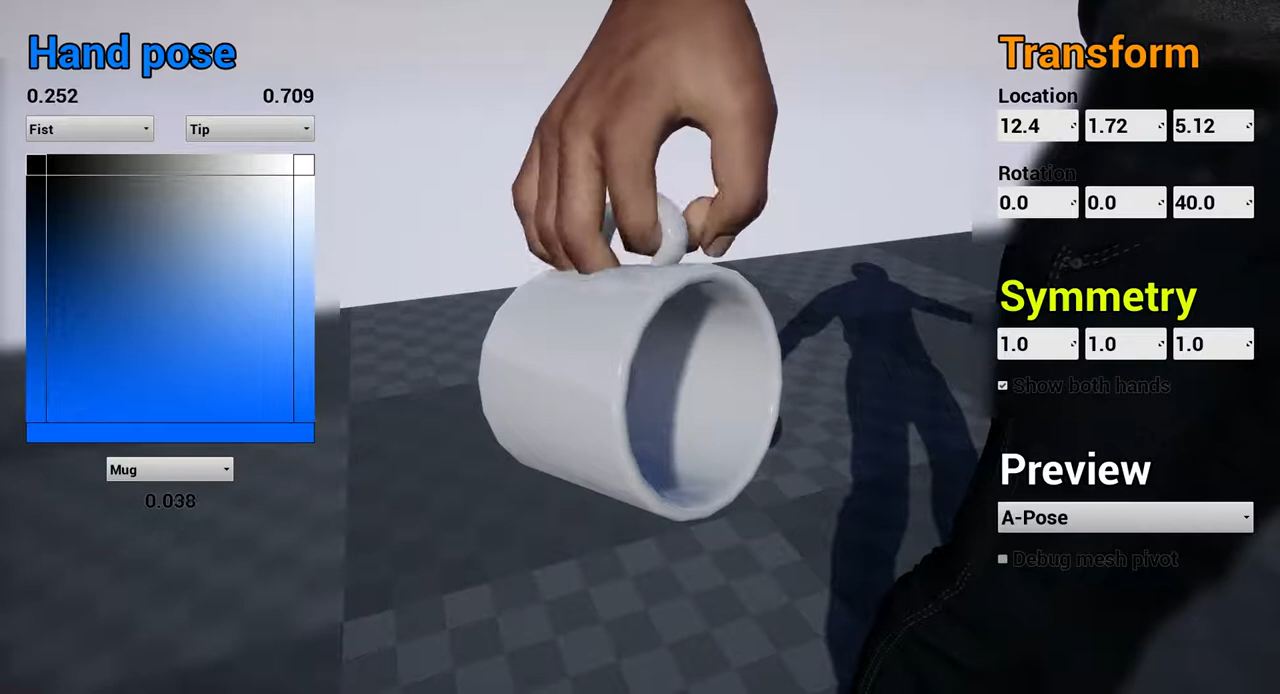 Hand pose
0.252 0.709
Fist Tip
Mug
0.038
Transform
Location
12.4 1.72 5.12
Rotation
0.0 0.0 40.0
Symmetry
1.0 1.0 1.0
Show both hands
Preview
A-Pose
Debug mesh pivot